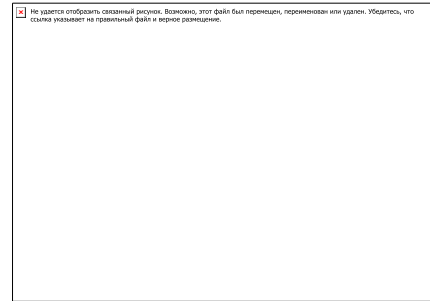 Не удается отобразить связанный рисунок. Возможно, этот файл был перемещен, переименован или удален. Убедитесь, что
ссылка указывает на правильный файл и верное размещение.